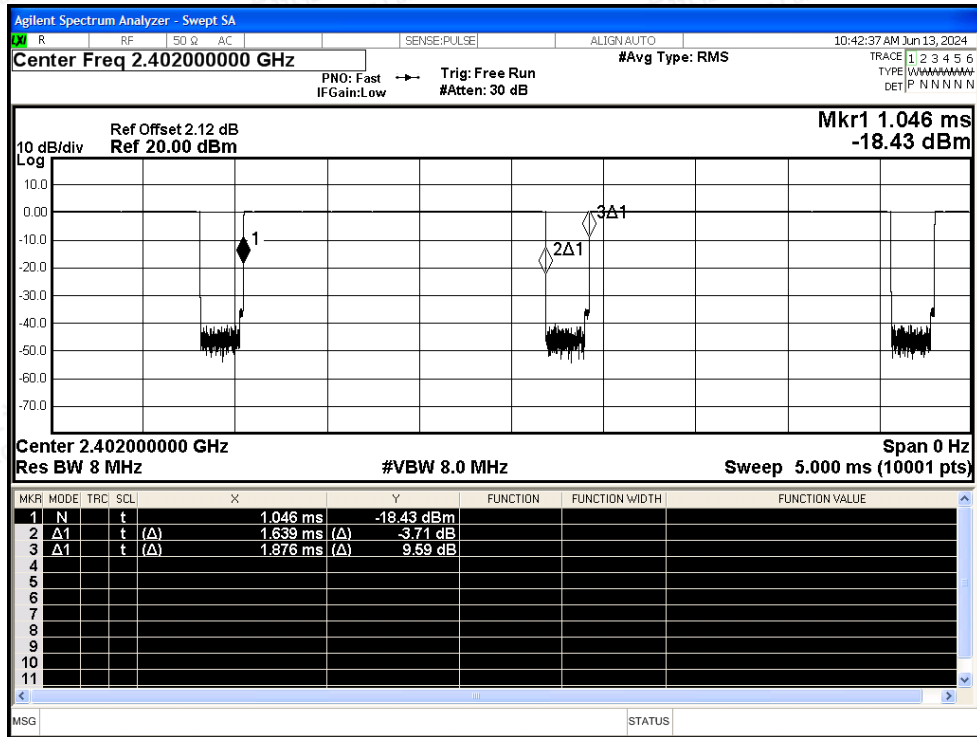 Agilent Spectrum Analyzer - Swept SA
LXI R RF 50 Ω AC SENSE:PULSE ALIGN AUTO 10:42:37 AM Jun 13, 2024
Center Freq 2.402000000 GHz #Avg Type: RMS TRACE 1 2 3 4 5 6
PNO: Fast Trig: Free Run TYPE W
IFGain:Low #Atten: 30 dB DET P N N N N N
Mkr1 1.046 ms
Ref Offset 2.12 dB
10 dB/div Ref 20.00 dBm -18.43 dBm
Log
10.0
0.00 3Δ1
-10.0 1 2Δ1
-20.0
-30.0
-40.0
-50.0
-60.0
-70.0
Center 2.402000000 GHz Span 0 Hz
Res BW 8 MHz #VBW 8.0 MHz Sweep 5.000 ms (10001 pts)
MKR MODE TRC SCL X Y FUNCTION FUNCTION WIDTH FUNCTION VALUE
1 N t 1.046 ms -18.43 dBm
2 Δ1 t (Δ) 1.639 ms (Δ) -3.71 dB
3 Δ1 t (Δ) 1.876 ms (Δ) 9.59 dB
4
5
6
7
8
9
10
11
MSG STATUS